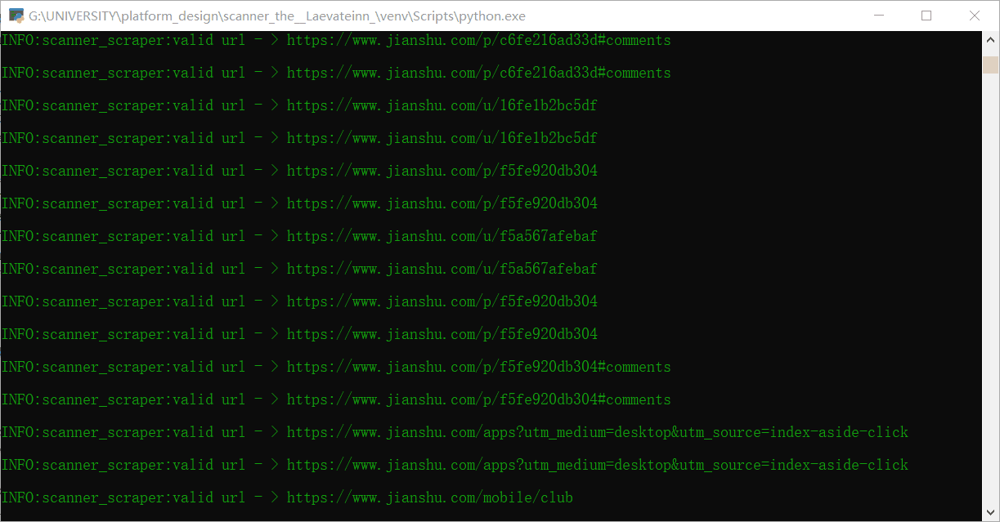 G:\UNIVERSITY\platform_design\scanner_the__Laevateinn_\venv\Scripts\python.exe
INFO:scanner_scraper:valid url - > https://www.jianshu.com/p/c6fe216ad33d#comments
INFO:scanner_scraper:valid url - > https://www.jianshu.com/p/c6fe216ad33d#comments
INFO:scanner_scraper:valid url - > https://www.jianshu.com/u/16fe1b2bc5df
INFO:scanner_scraper:valid url - > https://www.jianshu.com/u/16fe1b2bc5df
INFO:scanner_scraper:valid url - > https://www.jianshu.com/p/f5fe920db304
INFO:scanner_scraper:valid url - > https://www.jianshu.com/p/f5fe920db304
INFO:scanner_scraper:valid url - > https://www.jianshu.com/u/f5a567afebaf
INFO:scanner_scraper:valid url - > https://www.jianshu.com/u/f5a567afebaf
INFO:scanner_scraper:valid url - > https://www.jianshu.com/p/f5fe920db304
INFO:scanner_scraper:valid url - > https://www.jianshu.com/p/f5fe920db304
INFO:scanner_scraper:valid url - > https://www.jianshu.com/p/f5fe920db304#comments
INFO:scanner_scraper:valid url - > https://www.jianshu.com/p/f5fe920db304#comments
INFO:scanner_scraper:valid url - > https://www.jianshu.com/apps?utm_medium=desktop&utm_source=index-aside-click
INFO:scanner_scraper:valid url - > https://www.jianshu.com/apps?utm_medium=desktop&utm_source=index-aside-click
INFO:scanner_scraper:valid url - > https://www.jianshu.com/mobile/club